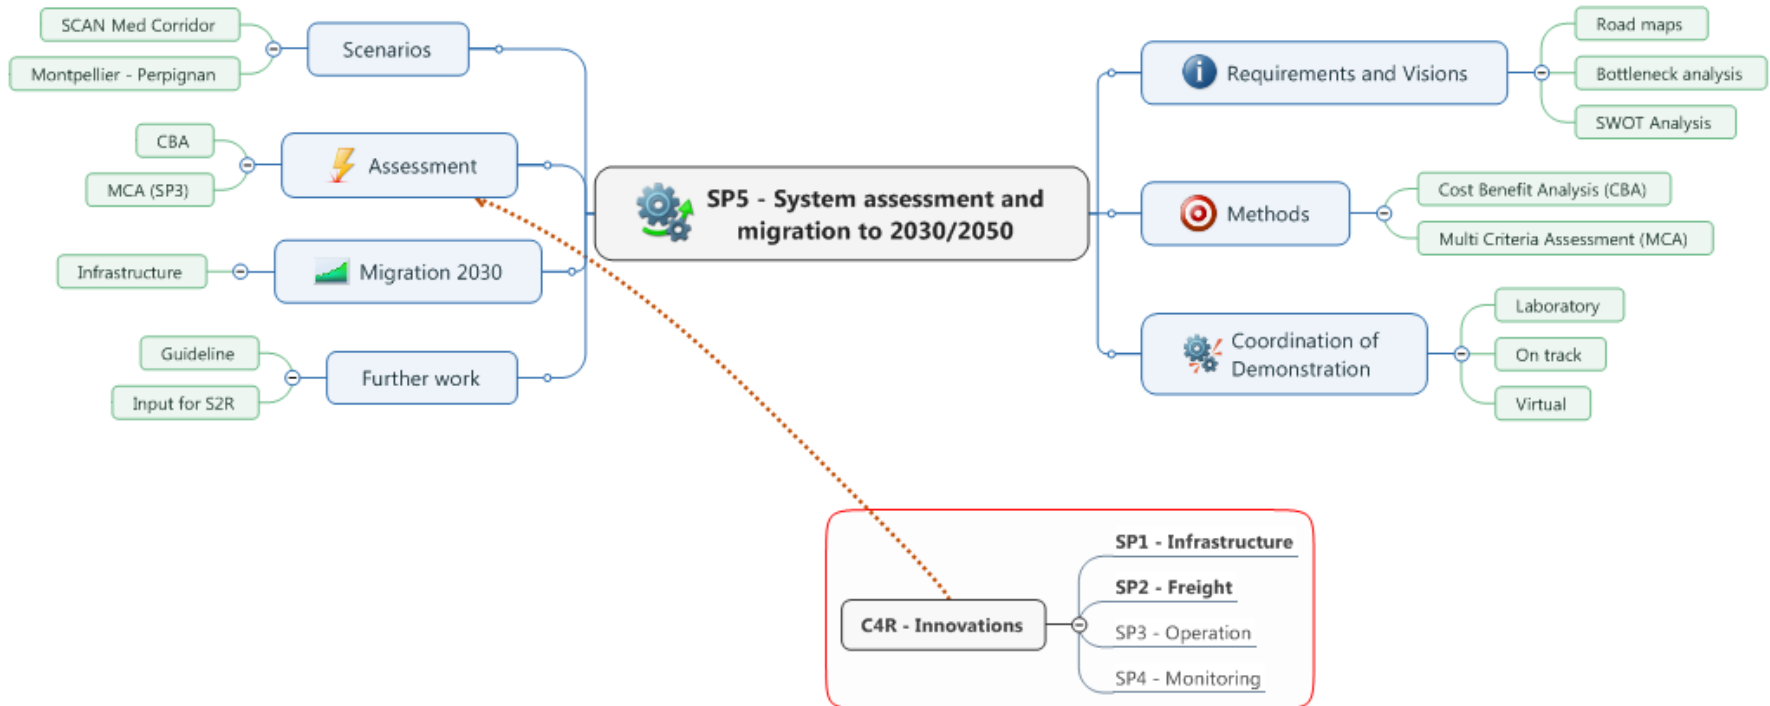 SCAN Med Corridor
Montpellier - Perpignan
Scenarios
CBA
MCA (SP3)
Assessment
Infrastructure
Migration 2030
Guideline
Input for S2R
Further work
SP5 - System assessment and
migration to 2030/2050
Requirements and Visions
Road maps
Bottleneck analysis
SWOT Analysis
Methods
Cost Benefit Analysis (CBA)
Multi Criteria Assessment (MCA)
Coordination of
Demonstration
Laboratory
On track
Virtual
C4R - Innovations
SP1 - Infrastructure
SP2 - Freight
SP3 - Operation
SP4 - Monitoring